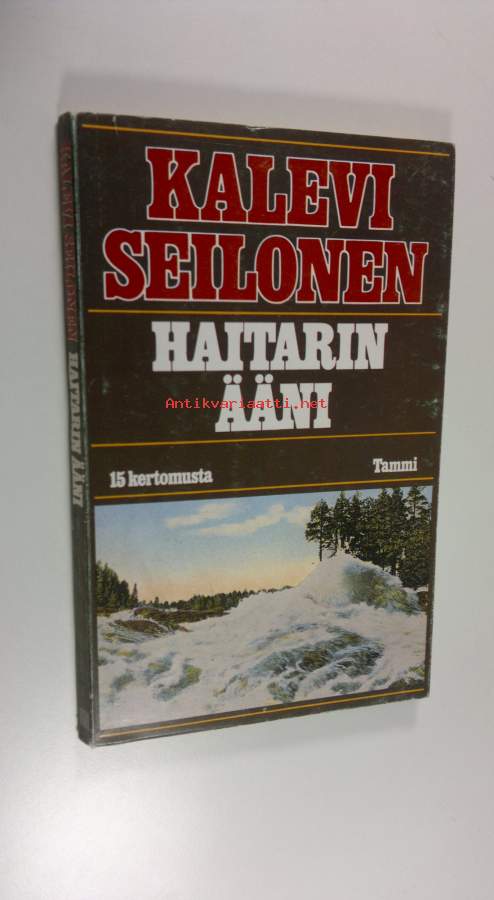 KALEVI
SEILONEN
HAITARIN
ÄÄNI
Antikvariaatti.net
15 kertomusta
Tammi
KALEVI SEILONEN HAITARIN ÄÄNI